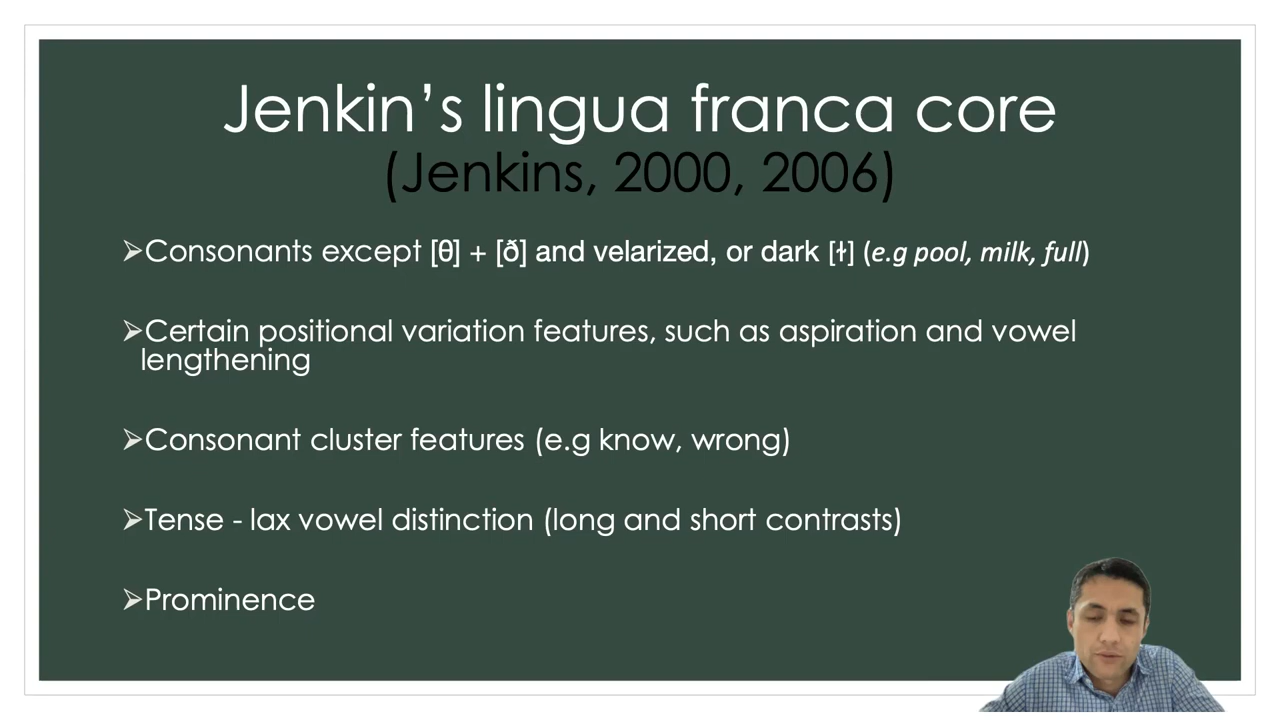 Jenkin’s lingua franca core
(Jenkins, 2000, 2006)
➢Consonants except [θ] + [ð] and velarized, or dark [ɫ] (e.g pool, milk, full)
➢Certain positional variation features, such as aspiration and vowel
lengthening
➢Consonant cluster features (e.g know, wrong)
➢Tense - lax vowel distinction (long and short contrasts)
➢Prominence